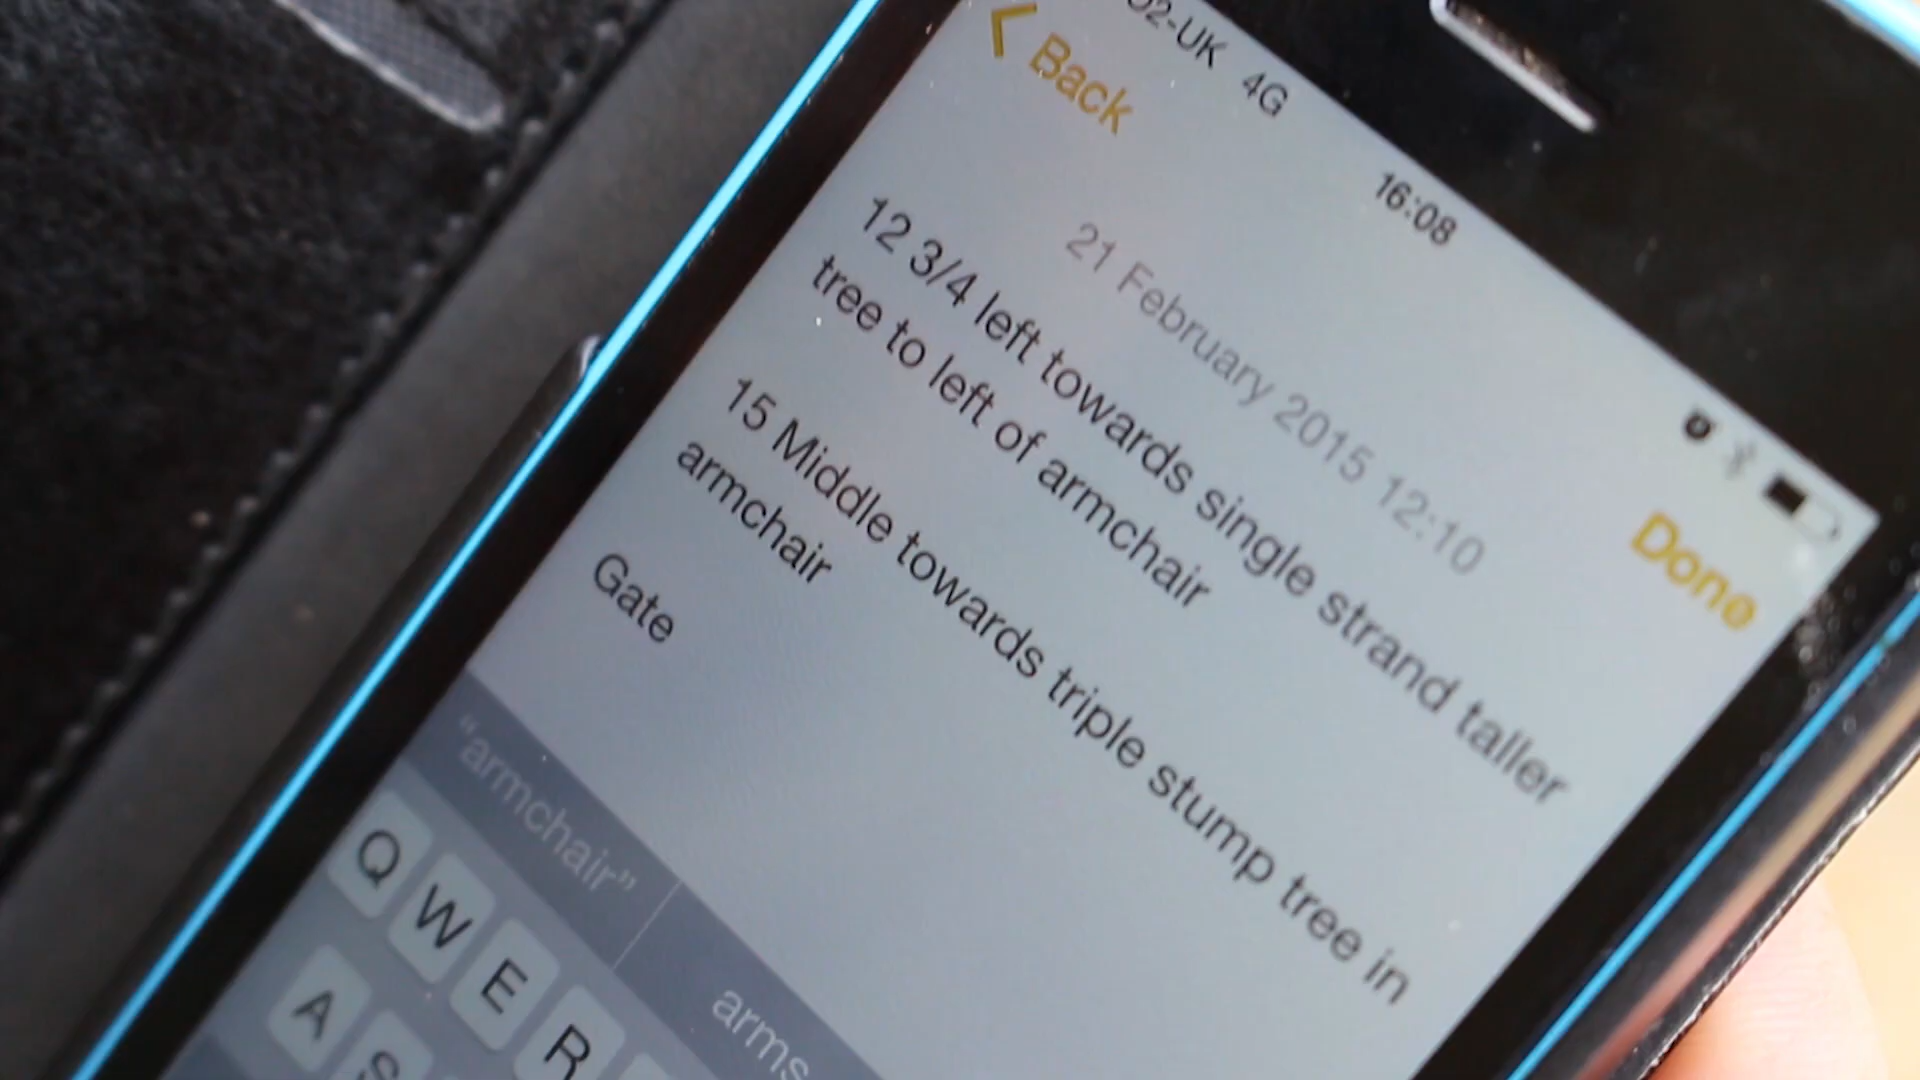 O2-UK 4G 16:08
Back Done
21 February 2015 12:10
12 3/4 left towards single strand taller
tree to left of armchair
15 Middle towards triple stump tree in
armchair
Gate
“armchair” arms
Q W E R
A S